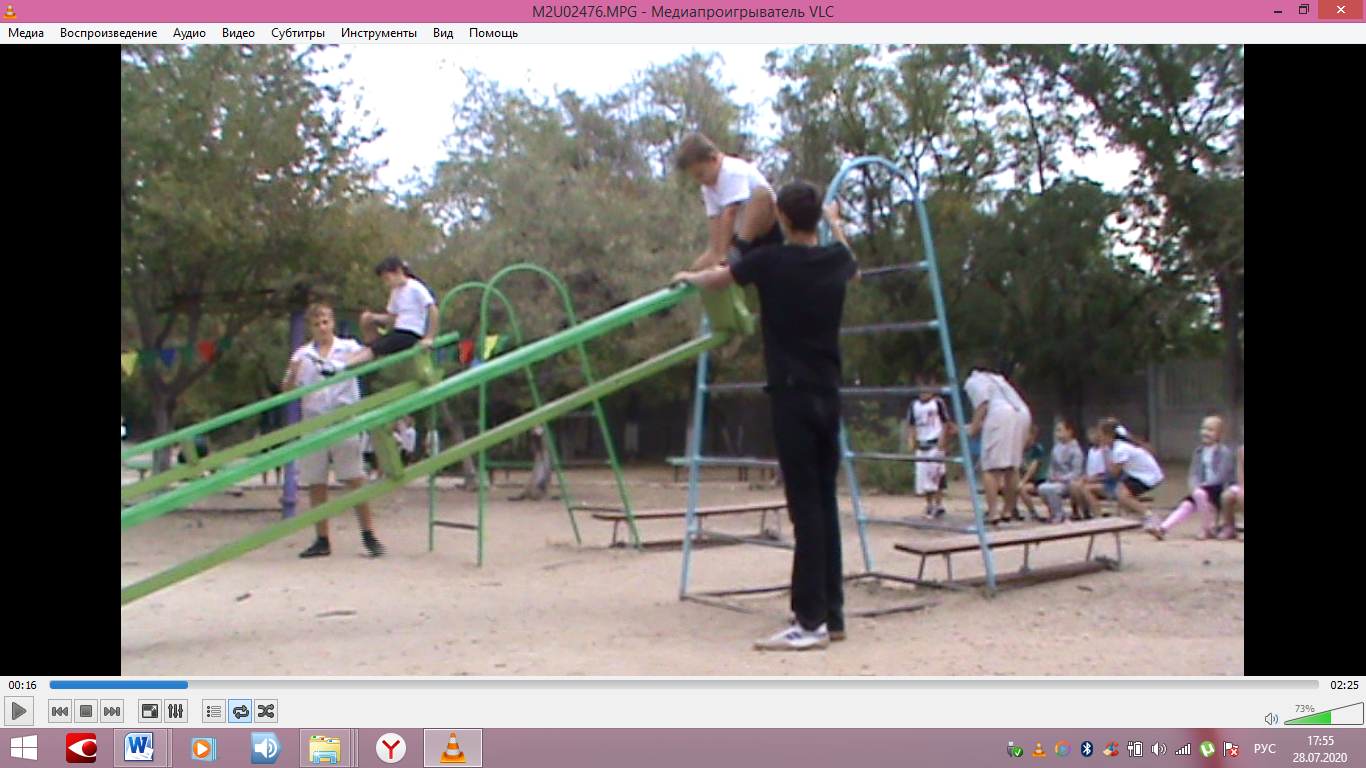 M2U02476.MPG - Медиапроигрыватель VLC
Медиа Воспроизведение Аудио Видео Субтитры Инструменты Вид Помощь
00:16 02:25
73%
РУС 17:55
28.07.2020